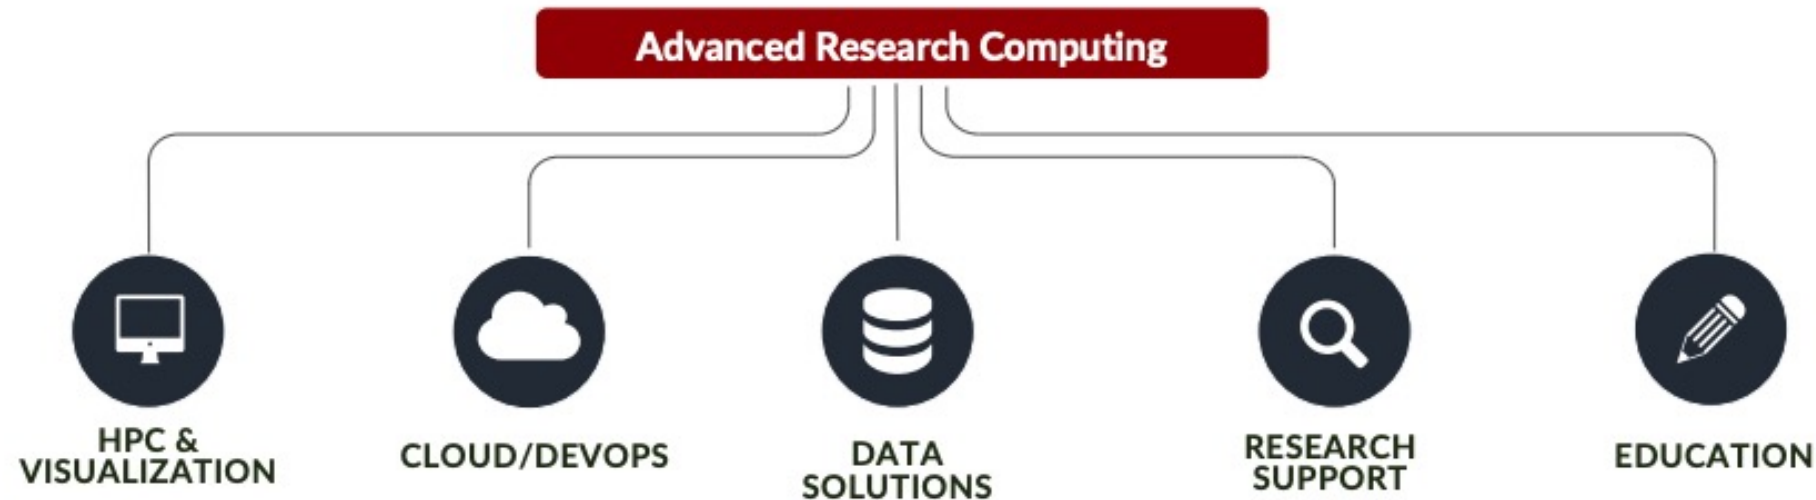 Advanced Research Computing
HPC &
VISUALIZATION
CLOUD/DEVOPS
DATA
SOLUTIONS
RESEARCH
SUPPORT
EDUCATION